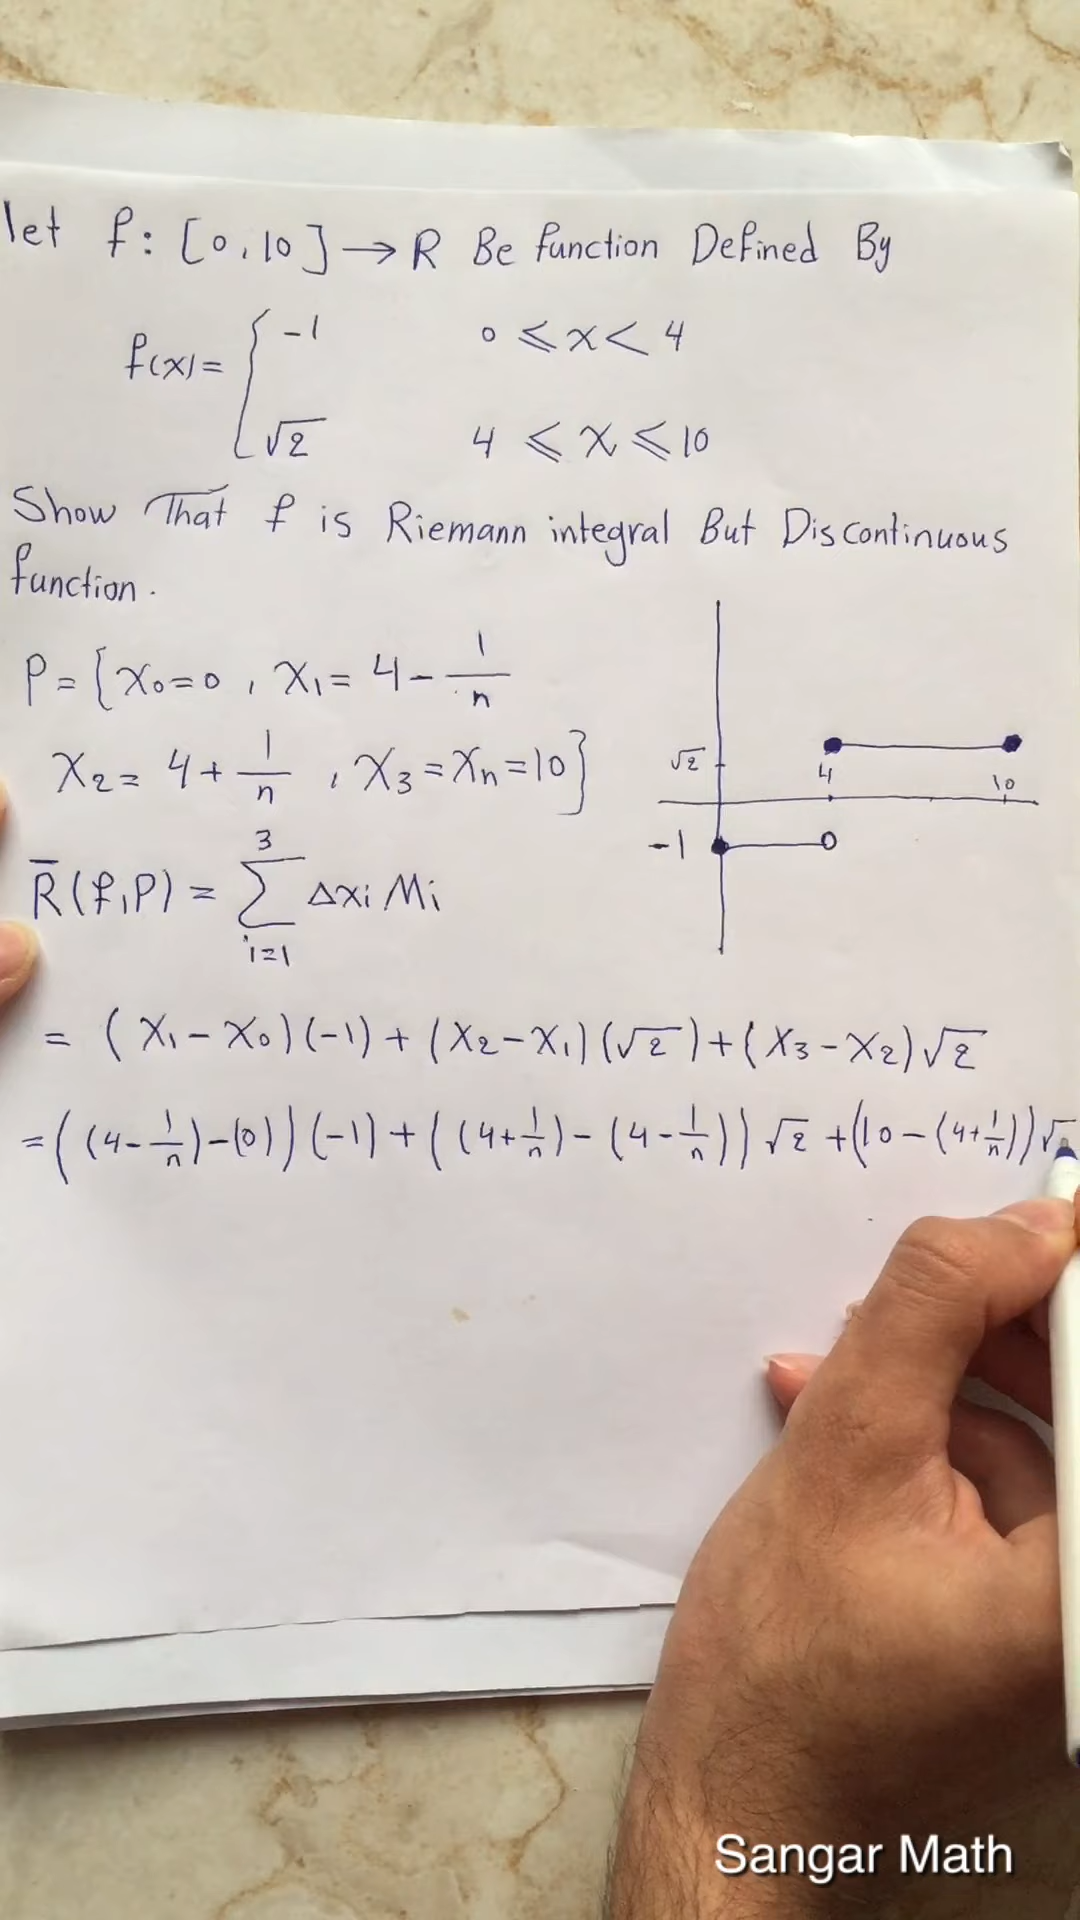 let f: [0,10] → R Be function Defined By
f(x) = { -1    0 ⩽ x < 4
√2    4 ⩽ x ⩽ 10
Show That f is Riemann integral But Discontinuous
function.
P = { x₀=0 , x₁ = 4 - 1/n
x₂ = 4 + 1/n , x₃ = xₙ = 10 }
√2
4
10
-1
R̅(f,P) = ∑_{i=1}^{3} Δxi Mi
= (x₁ - x₀)(-1) + (x₂ - x₁)(√2) + (x₃ - x₂)√2
= ((4 - 1/n) - (0))(-1) + ((4 + 1/n) - (4 - 1/n))√2 + (10 - (4 + 1/n))√
Sangar Math